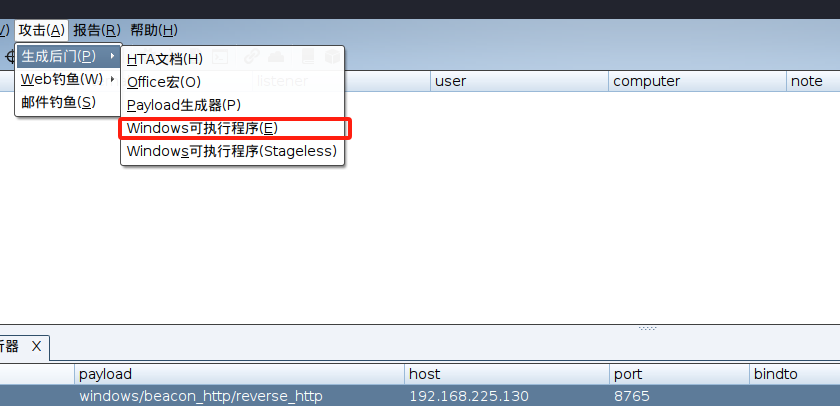 V) 攻击(A) 报告(R) 帮助(H)
生成后门(P)
Web钓鱼(W)
邮件钓鱼(S)
HTA文档(H)
Office宏(O)
Payload生成器(P)
Windows可执行程序(E)
Windows可执行程序(Stageless)
listener user computer note
听器 X
payload host port bindto
windows/beacon_http/reverse_http 192.168.225.130 8765